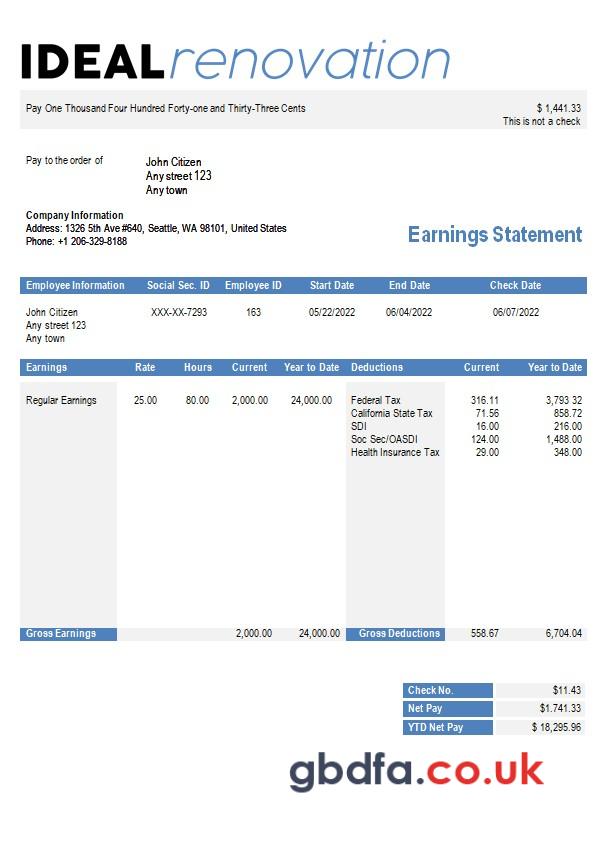 IDEAL renovation
Pay One Thousand Four Hundred Forty-one and Thirty-Three Cents $ 1,441.33
This is not a check
Pay to the order of John Citizen
Any street 123
Any town
Company Information
Address: 1326 5th Ave #640, Seattle, WA 98101, United States
Phone: +1 206-329-8188
Earnings Statement
Employee Information Social Sec. ID Employee ID Start Date End Date Check Date
John Citizen XXX-XX-7293 163 05/22/2022 06/04/2022 06/07/2022
Any street 123
Any town
Earnings Rate Hours Current Year to Date Deductions Current Year to Date
Regular Earnings 25.00 80.00 2,000.00 24,000.00 Federal Tax 316.11 3,793 32
California State Tax 71.56 858.72
SDI 16.00 216.00
Soc Sec/OASDI 124.00 1,488.00
Health Insurance Tax 29.00 348.00
Gross Earnings 2,000.00 24,000.00 Gross Deductions 558.67 6,704.04
Check No. $11.43
Net Pay $1.741.33
YTD Net Pay $ 18,295.96
gbdfa.co.uk